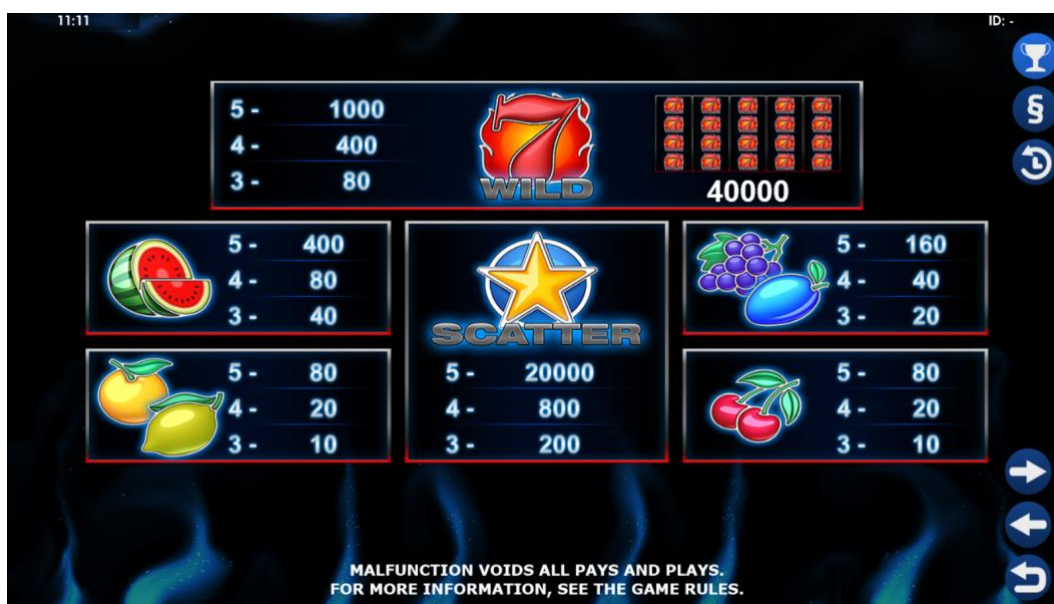 11:11
ID: -
§
5 - 1000
4 - 400
3 - 80
7
WILD
40000
5 - 400
4 - 80
3 - 40
SCATTER
5 - 20000
4 - 800
3 - 200
5 - 160
4 - 40
3 - 20
5 - 80
4 - 20
3 - 10
5 - 80
4 - 20
3 - 10
MALFUNCTION VOIDS ALL PAYS AND PLAYS.
FOR MORE INFORMATION, SEE THE GAME RULES.